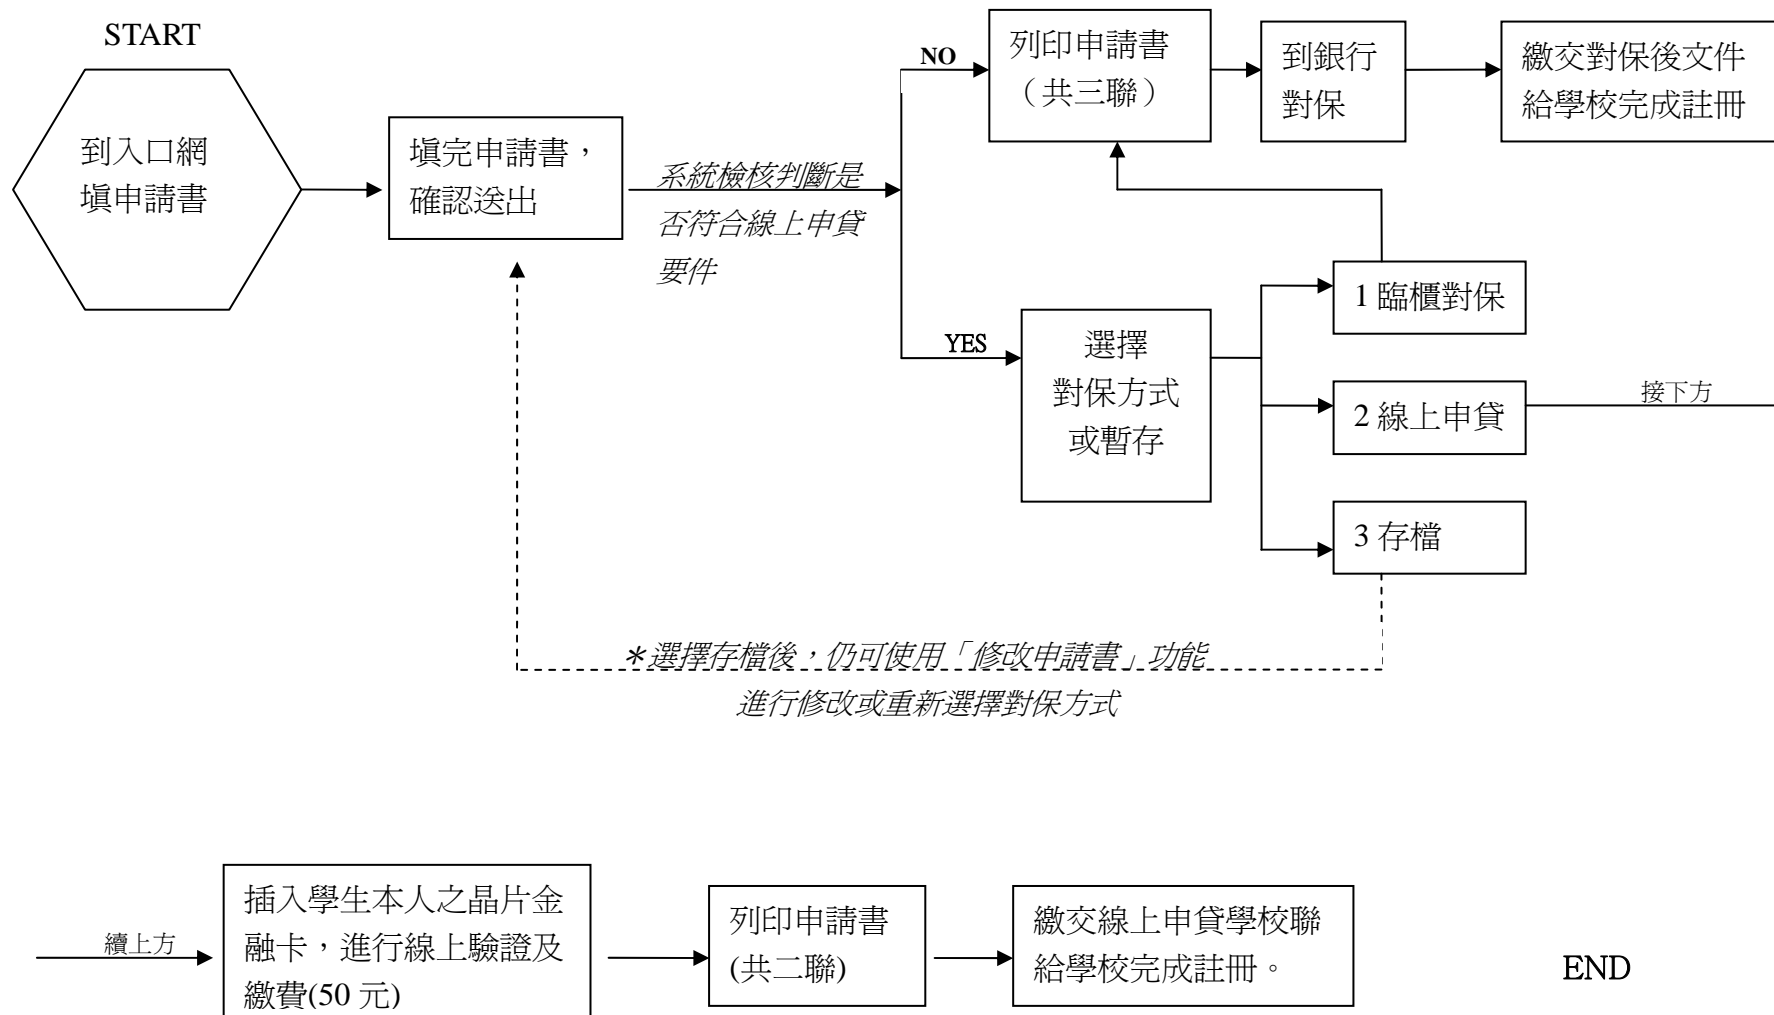 START
到入口網
填申請書
填完申請書，
確認送出
系統檢核判斷是
否符合線上申貸
要件
NO
列印申請書
（共三聯）
到銀行
對保
繳交對保後文件
給學校完成註冊
YES
選擇
對保方式
或暫存
1 臨櫃對保
2 線上申貸
接下方
3 存檔
＊選擇存檔後，仍可使用「修改申請書」功能
進行修改或重新選擇對保方式
續上方
插入學生本人之晶片金
融卡，進行線上驗證及
繳費(50 元)
列印申請書
(共二聯)
繳交線上申貸學校聯
給學校完成註冊。
END